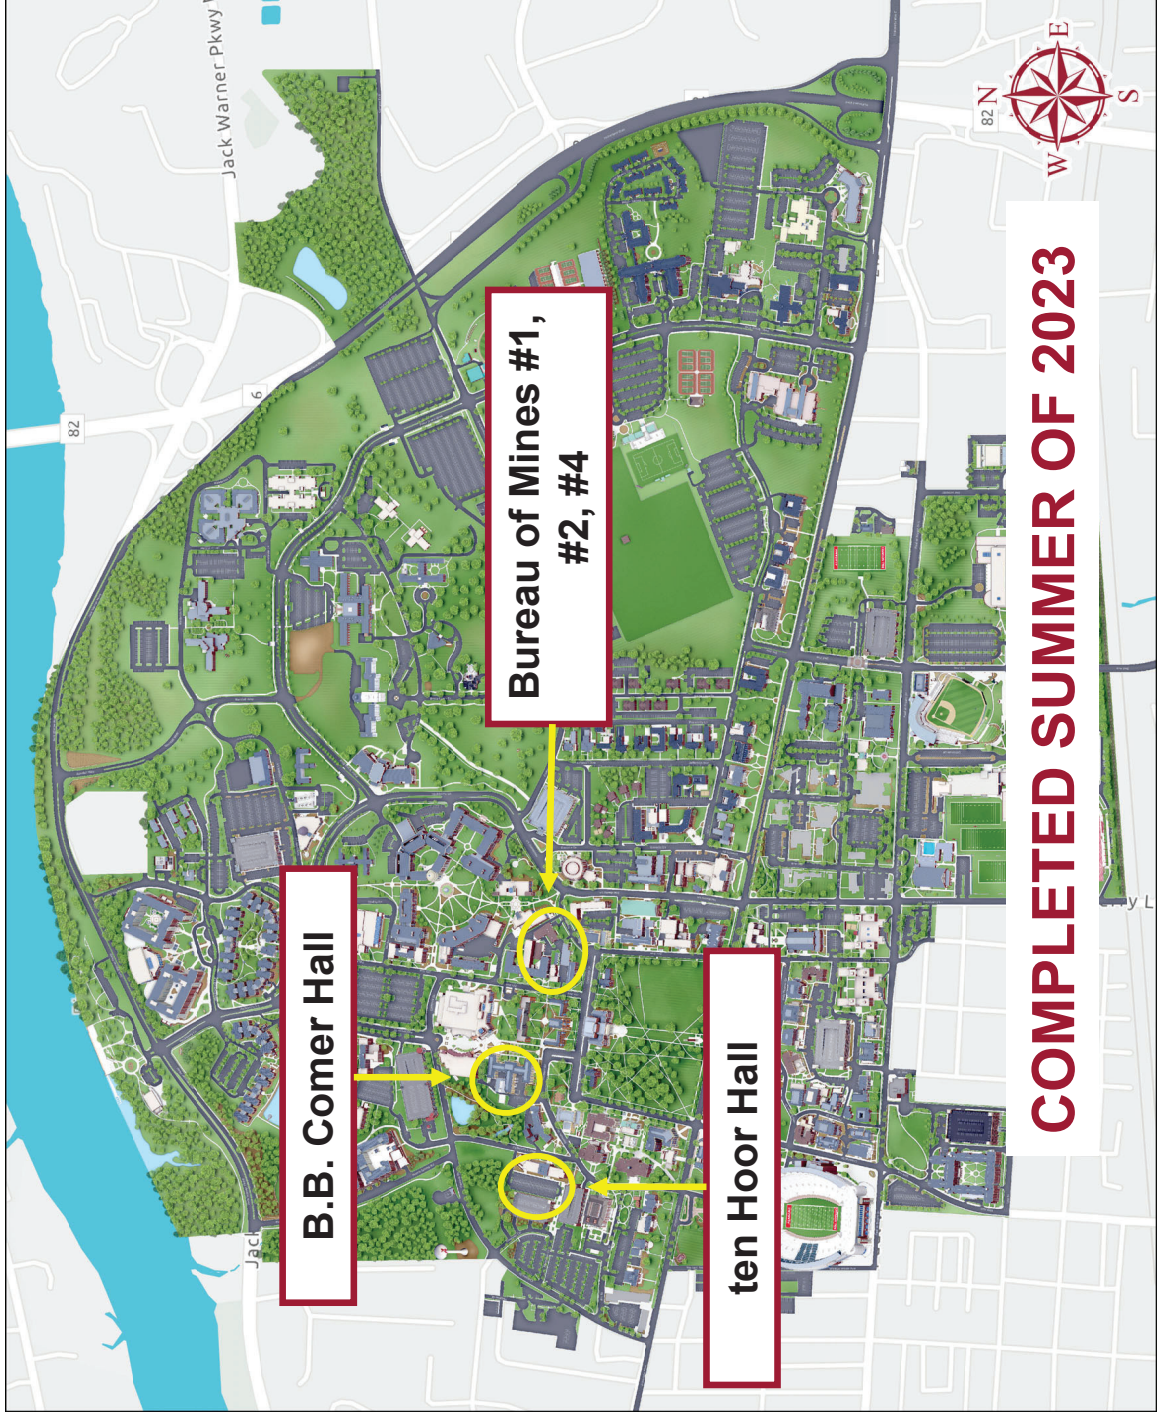 COMPLETED SUMMER OF 2023
B.B. Comer Hall
Bureau of Mines #1,
#2, #4
ten Hoor Hall
Jack Warner Pkwy
Jac
82
6
82
y L
N
E
S
W